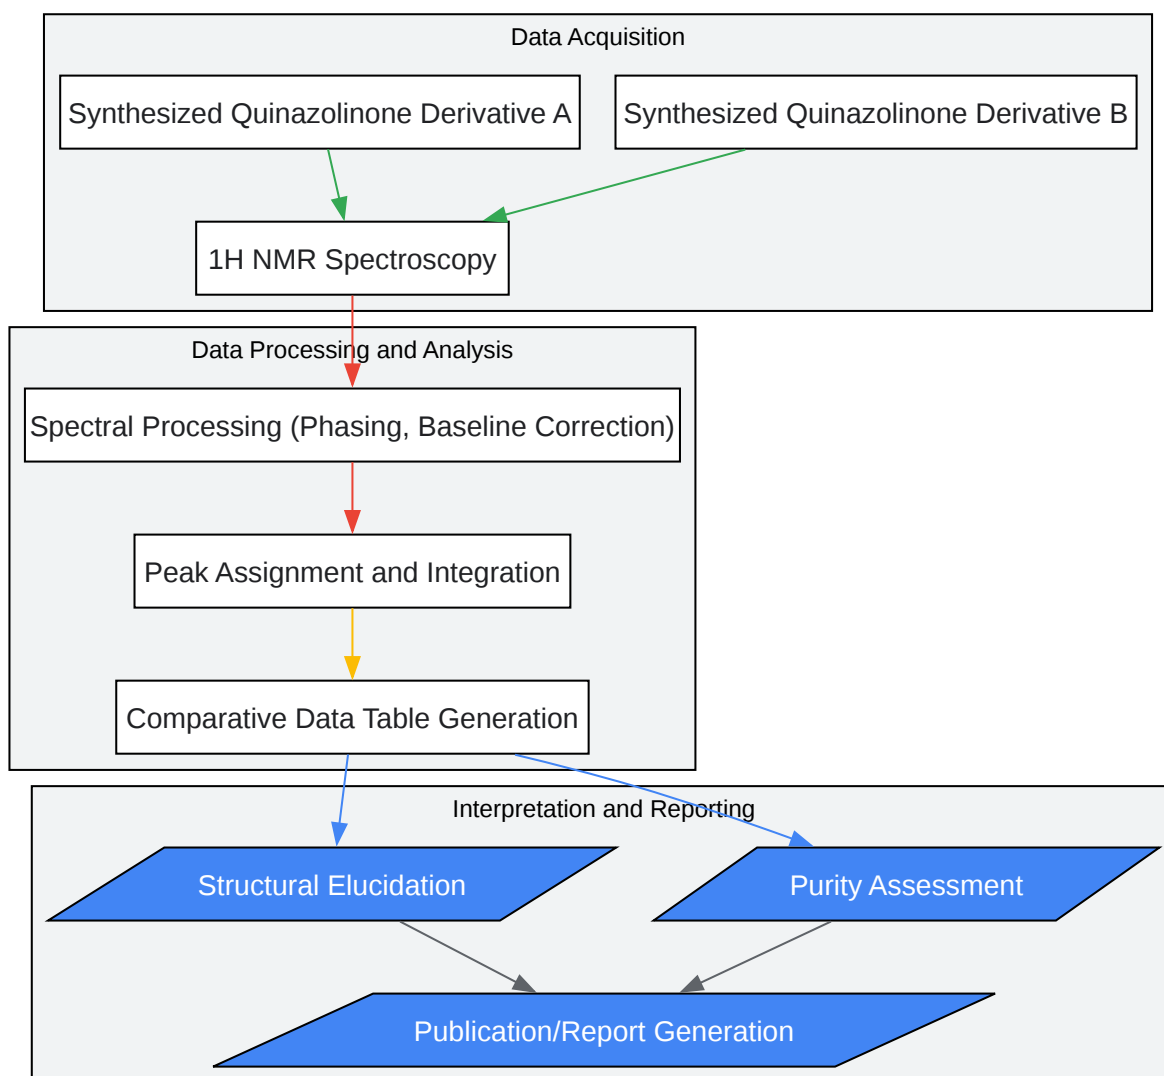 Data Acquisition
Synthesized Quinazolinone Derivative A
Synthesized Quinazolinone Derivative B
1H NMR Spectroscopy
Data Processing and Analysis
Spectral Processing (Phasing, Baseline Correction)
Peak Assignment and Integration
Comparative Data Table Generation
Interpretation and Reporting
Structural Elucidation
Purity Assessment
Publication/Report Generation